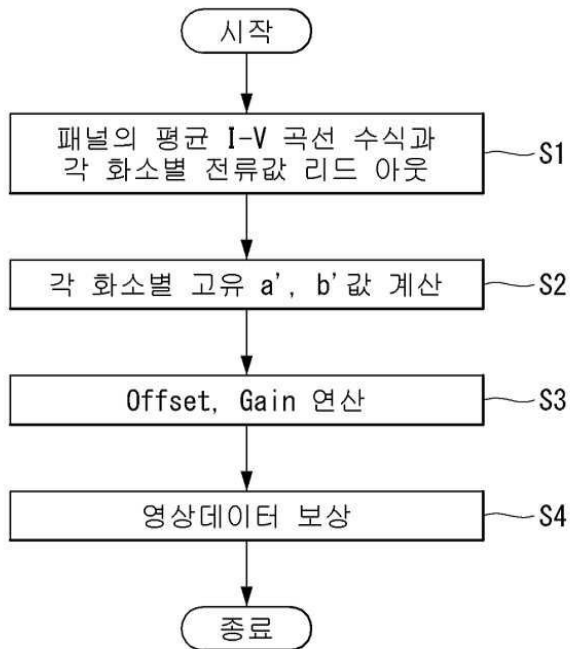 시작
패널의 평균 I-V 곡선 수식과
각 화소별 전류값 리드 아웃
S1
각 화소별 고유 a', b'값 계산
S2
Offset, Gain 연산
S3
영상데이터 보상
S4
종료